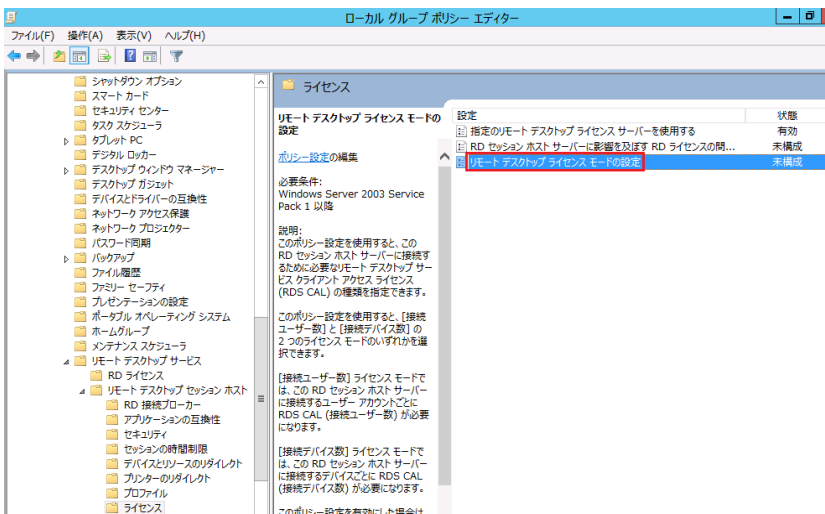 ローカル グループ ポリシー エディター
ファイル(F) 操作(A) 表示(V) ヘルプ(H)
シャットダウン オプション
スマート カード
セキュリティ センター
タスク スケジューラ
タブレット PC
デジタル ロッカー
デスクトップ ウィンドウ マネージャー
デスクトップ ガジェット
デバイスとドライバーの互換性
ネットワーク アクセス保護
ネットワーク プロジェクター
パスワード同期
バックアップ
ファイル履歴
ファミリー セーフティ
プレゼンテーションの設定
ポータブル オペレーティング システム
ホームグループ
メンテナンス スケジューラ
リモート デスクトップ サービス
RD ライセンス
リモート デスクトップ セッション ホスト
RD 接続ブローカー
アプリケーションの互換性
セキュリティ
セッションの時間制限
デバイスとリソースのリダイレクト
プリンターのリダイレクト
プロファイル
ライセンス
ライセンス
リモート デスクトップ ライセンス モードの
設定
ポリシー設定の編集
必要条件:
Windows Server 2003 Service
Pack 1 以降
説明:
このポリシー設定を使用すると、この
RD セッション ホスト サーバーに接続す
るために必要なリモート デスクトップ サー
ビス クライアント アクセス ライセンス
(RDS CAL) の種類を指定できます。
このポリシー設定を使用すると、[接続
ユーザー数] と [接続デバイス数] の
2 つのライセンス モードのいずれかを選
択できます。
[接続ユーザー数] ライセンス モードで
は、この RD セッション ホスト サーバー
に接続するユーザー アカウントごとに
RDS CAL (接続ユーザー数) が必要
になります。
[接続デバイス数] ライセンス モードで
は、この RD セッション ホスト サーバー
に接続するデバイスごとに RDS CAL
(接続デバイス数) が必要になります。
このポリシー設定を有効にした場合は
設定 状態
指定のリモート デスクトップ ライセンス サーバーを使用する 有効
RD セッション ホスト サーバーに影響を及ぼす RD ライセンスの問... 未構成
リモート デスクトップ ライセンス モードの設定 未構成